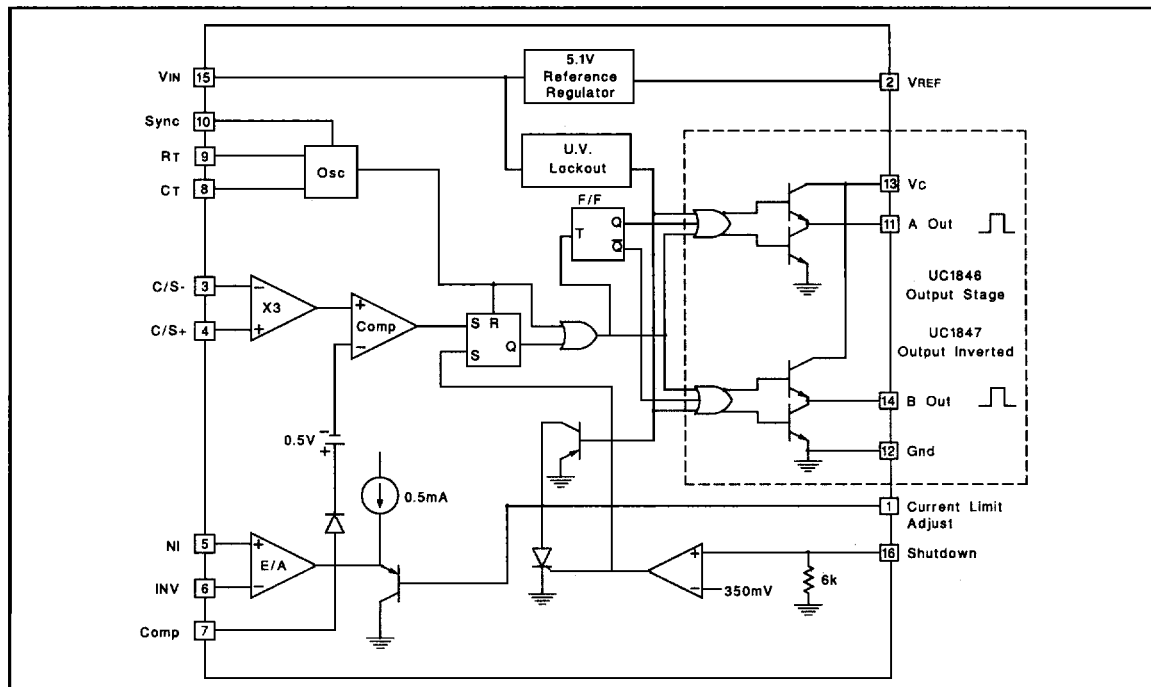 5.1V
Reference
Regulator
VIN 15
2 VREF
Sync 10
RT 9
Osc
CT 8
U.V.
Lockout
F/F
T
Q
Q̅
13 VC
11 A Out
UC1846
Output Stage
UC1847
Output Inverted
C/S- 3
−
X3
C/S+ 4
+
+
Comp
−
S R
Q
S
14 B Out
12 Gnd
−
0.5V
+
0.5mA
1 Current Limit
Adjust
NI 5
+
E/A
INV 6
−
Comp 7
16 Shutdown
+
−
350mV
6k